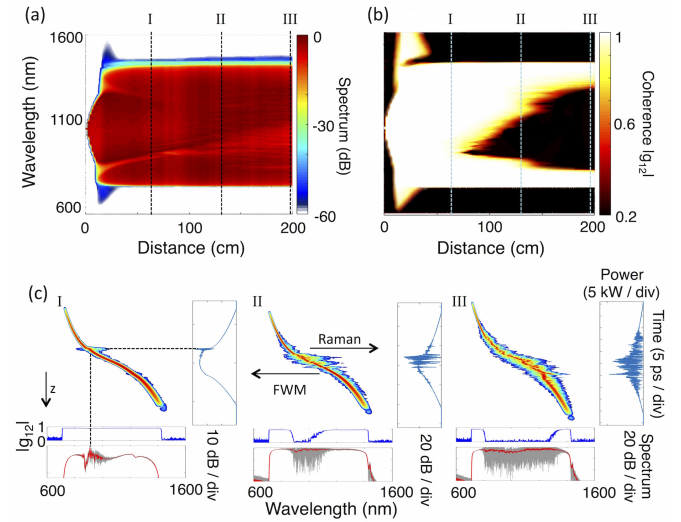 (a)
I
II
III
1600
1100
600
Wavelength (nm)
0
100
200
Distance (cm)
0
-30
-60
Spectrum (dB)
(b)
I
II
III
0
100
200
Distance (cm)
1
0.6
0.2
Coherence |g12|
(c)
I
z
|g12|
1
0
600
1600
10 dB / div
II
Raman
FWM
600
1600
20 dB / div
III
600
1600
Power
(5 kW / div)
Time (5 ps / div)
Spectrum
20 dB / div
Wavelength (nm)